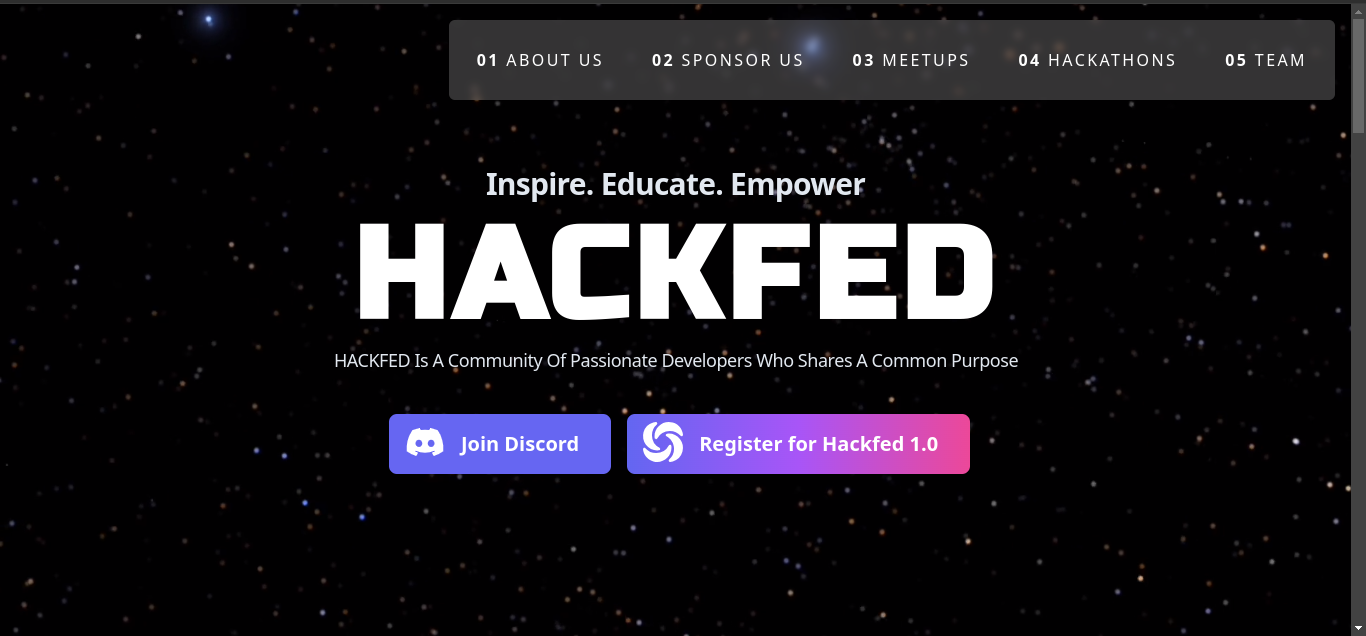 01 ABOUT US 02 SPONSOR US 03 MEETUPS 04 HACKATHONS 05 TEAM
Inspire. Educate. Empower
HACKFED
HACKFED Is A Community Of Passionate Developers Who Shares A Common Purpose
Join Discord Register for Hackfed 1.0